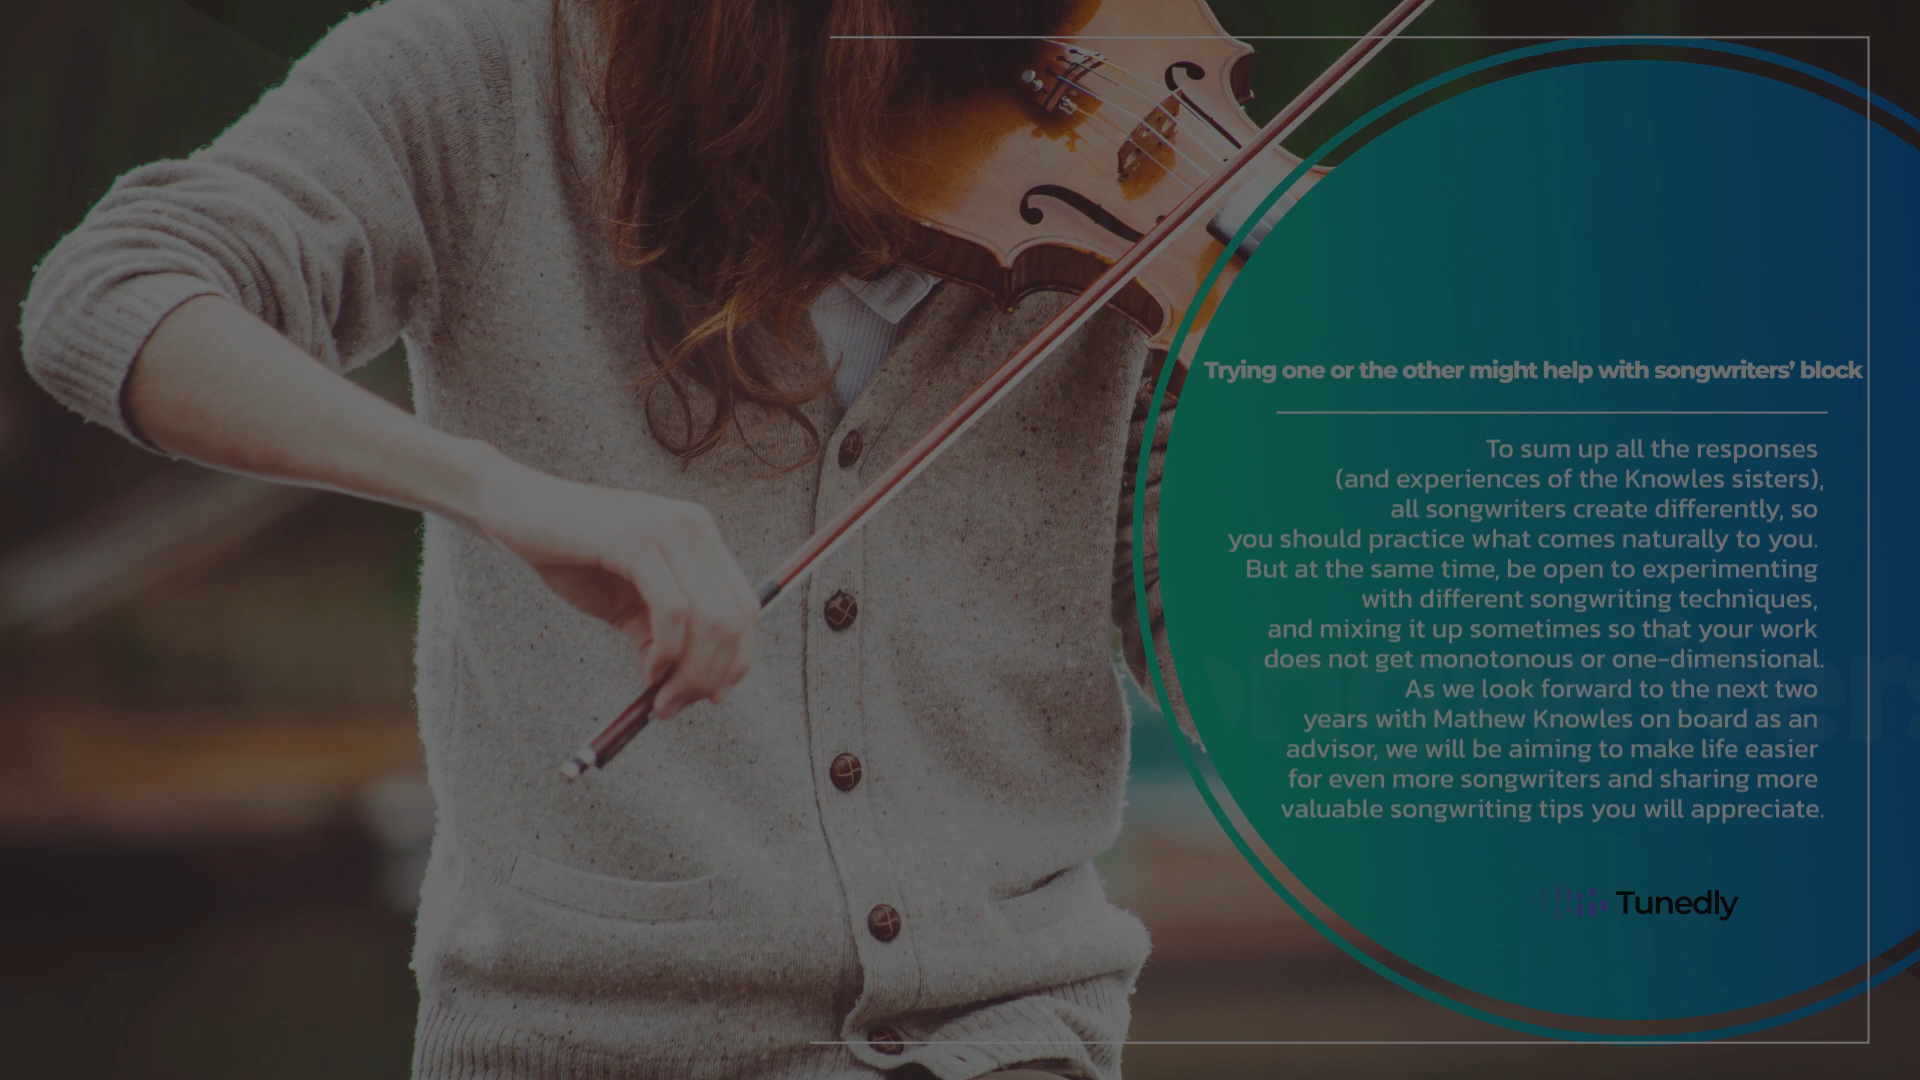 Trying one or the other might help with songwriters’ block
To sum up all the responses
(and experiences of the Knowles sisters),
all songwriters create differently, so
you should practice what comes naturally to you.
But at the same time, be open to experimenting
with different songwriting techniques,
and mixing it up sometimes so that your work
does not get monotonous or one-dimensional.
As we look forward to the next two
years with Mathew Knowles on board as an
advisor, we will be aiming to make life easier
for even more songwriters and sharing more
valuable songwriting tips you will appreciate.
Tunedly